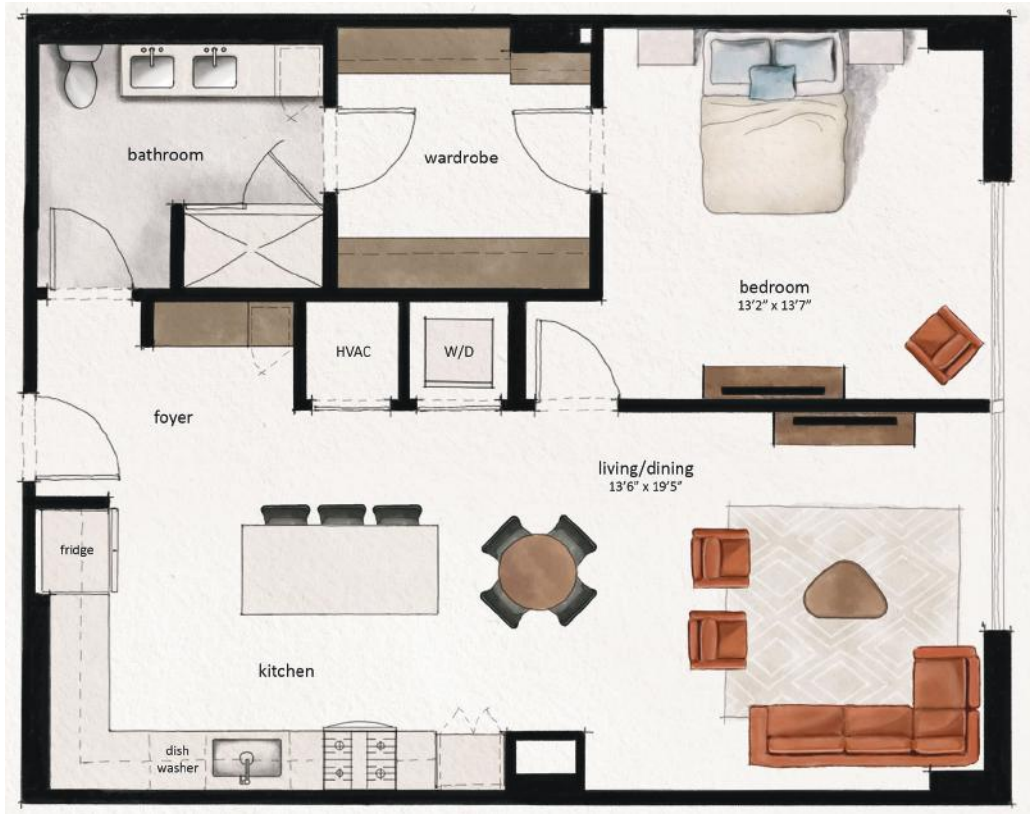 bathroom
wardrobe
bedroom
13'2" x 13'7"
HVAC
W/D
foyer
living/dining
13'6" x 19'5"
fridge
kitchen
dish
washer